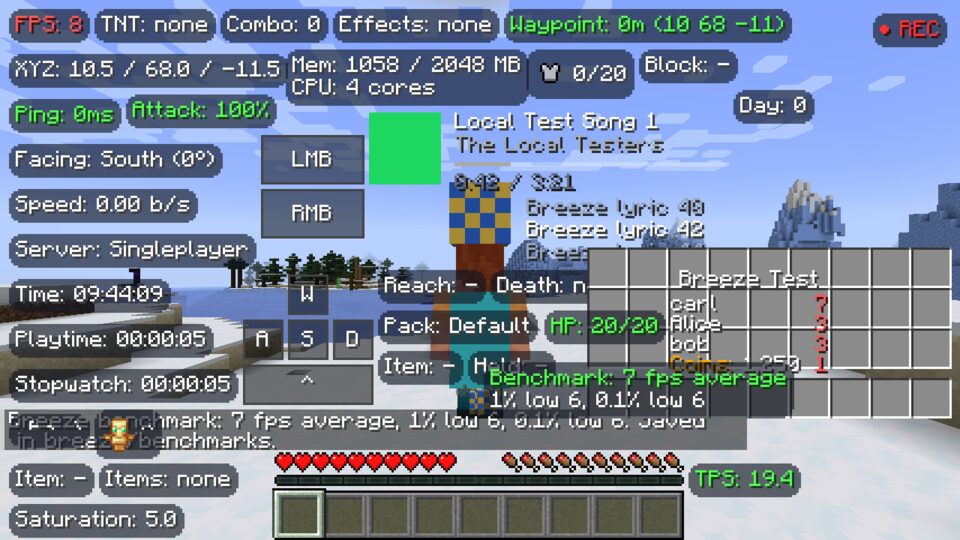 FPS: 8
TNT: none
Combo: 0
Effects: none
Waypoint: 0m (10 68 -11)
REC
XYZ: 10.5 / 68.0 / -11.5
Mem: 1058 / 2048 MB
CPU: 4 cores
0/20
Block: -
Day: 0
Ping: 0ms
Attack: 100%
Local Test Song 1
The Local Testers
0:42 / 3:21
Facing: South (0°)
LMB
RMB
Speed: 0.00 b/s
Breeze lyric 40
Breeze lyric 42
Breeze
Server: Singleplayer
Breeze Test
Time: 09:44:09
W
Reach: -
Death: n
carl 7
Alice 3
bob 3
Coins: 1,250 1
Playtime: 00:00:05
A
S
D
Pack: Default
HP: 20/20
Item: -
Stopwatch: 00:00:05
^
Benchmark: 7 fps average
1% low 6, 0.1% low 6
Breeze benchmark: 7 fps average, 1% low 6, 0.1% low 6. Saved
in breeze/benchmarks.
Item: -
Items: none
TPS: 19.4
Saturation: 5.0